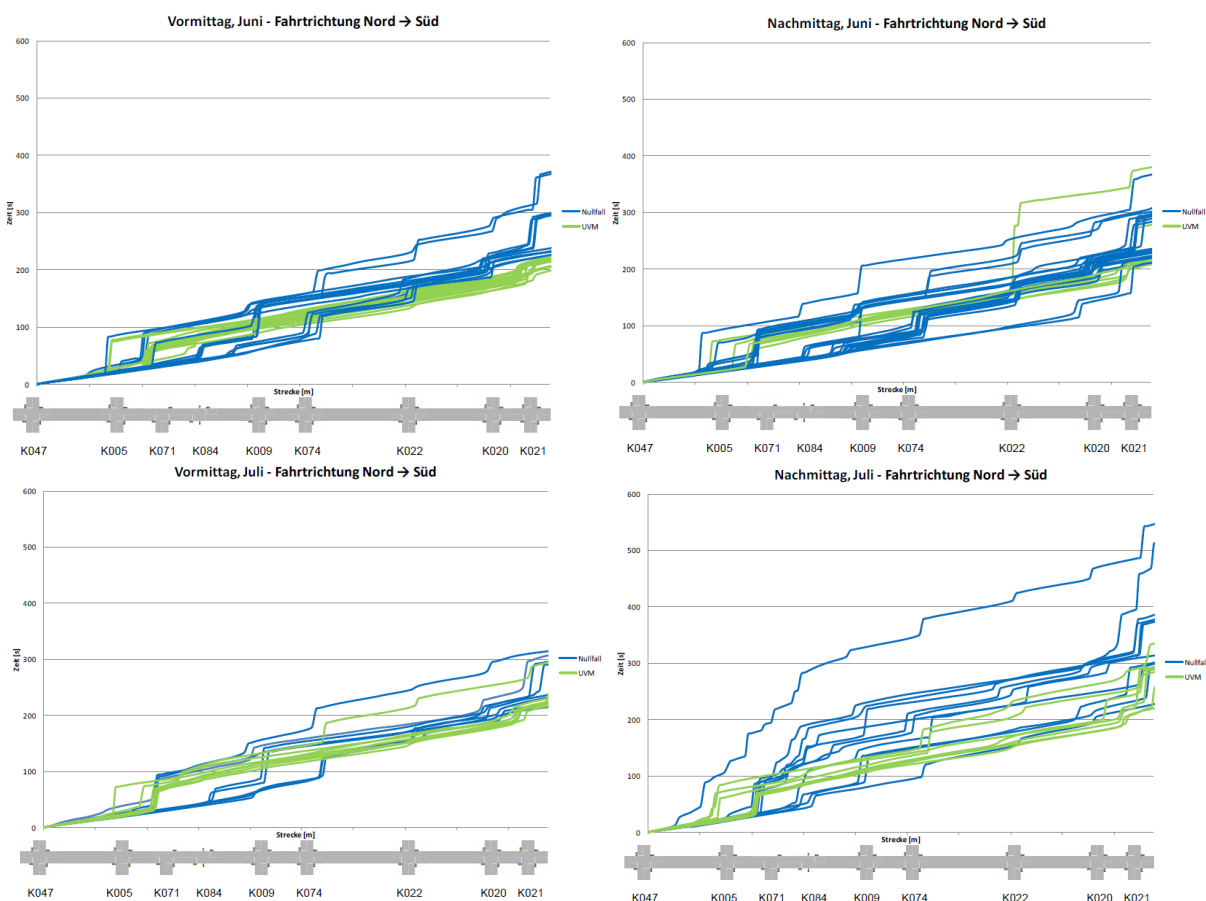 Vormittag, Juni - Fahrtrichtung Nord → Süd
600
500
400
300
200
100
0
Zeit [s]
Nullfall
UVM
Strecke [m]
K047 K005 K071 K084 K009 K074 K022 K020 K021
Nachmittag, Juni - Fahrtrichtung Nord → Süd
600
500
400
300
200
100
0
Zeit [s]
Nullfall
UVM
Strecke [m]
K047 K005 K071 K084 K009 K074 K022 K020 K021
Vormittag, Juli - Fahrtrichtung Nord → Süd
600
500
400
300
200
100
0
Zeit [s]
Nullfall
UVM
Strecke [m]
K047 K005 K071 K084 K009 K074 K022 K020 K021
Nachmittag, Juli - Fahrtrichtung Nord → Süd
600
500
400
300
200
100
0
Zeit [s]
Nullfall
UVM
Strecke [m]
K047 K005 K071 K084 K009 K074 K022 K020 K021